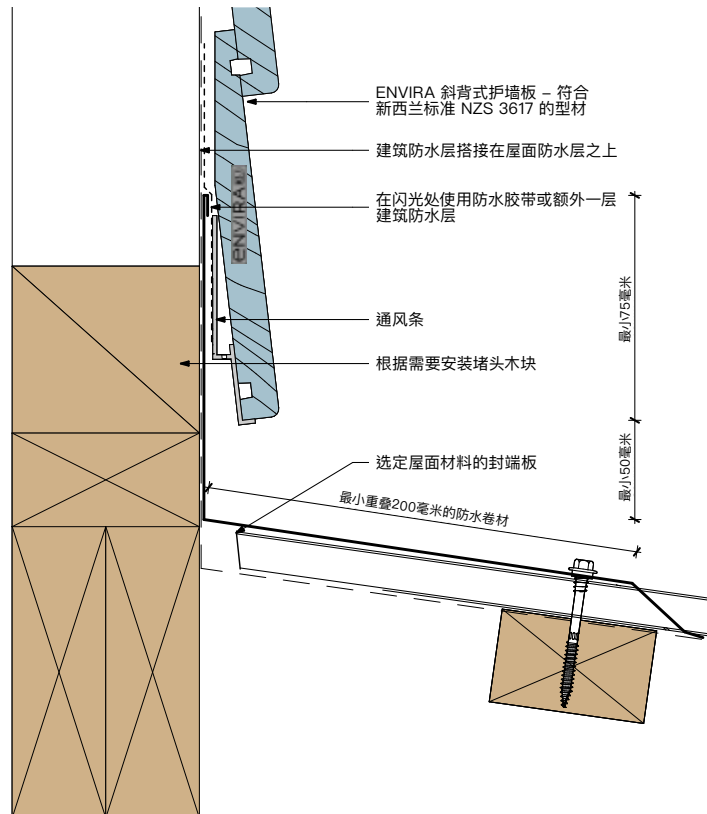 ENVIRA 斜背式护墙板 – 符合
新西兰标准 NZS 3617 的型材
建筑防水层搭接在屋面防水层之上
在闪光处使用防水胶带或额外一层
建筑防水层
ENVIRA
通风条
最小75毫米
根据需要安装堵头木块
选定屋面材料的封端板
最小50毫米
最小重叠200毫米的防水卷材